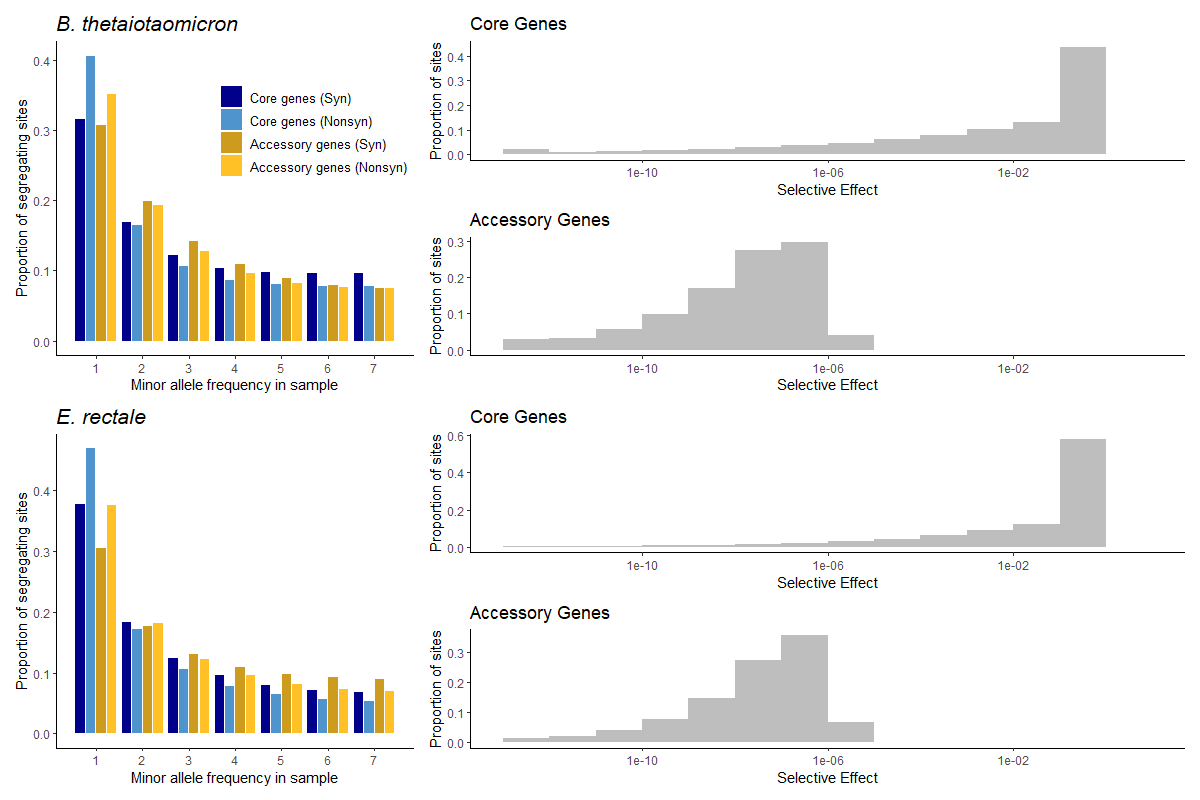 B. thetaiotaomicron
Proportion of segregating sites
0.4
0.3
0.2
0.1
0.0
Core genes (Syn)
Core genes (Nonsyn)
Accessory genes (Syn)
Accessory genes (Nonsyn)
1 2 3 4 5 6 7
Minor allele frequency in sample
Core Genes
Proportion of sites
0.4
0.3
0.2
0.1
0.0
1e-10 1e-06 1e-02
Selective Effect
Accessory Genes
Proportion of sites
0.3
0.2
0.1
0.0
1e-10 1e-06 1e-02
Selective Effect
E. rectale
Proportion of segregating sites
0.4
0.3
0.2
0.1
0.0
1 2 3 4 5 6 7
Minor allele frequency in sample
Core Genes
Proportion of sites
0.6
0.4
0.2
0.0
1e-10 1e-06 1e-02
Selective Effect
Accessory Genes
Proportion of sites
0.3
0.2
0.1
0.0
1e-10 1e-06 1e-02
Selective Effect